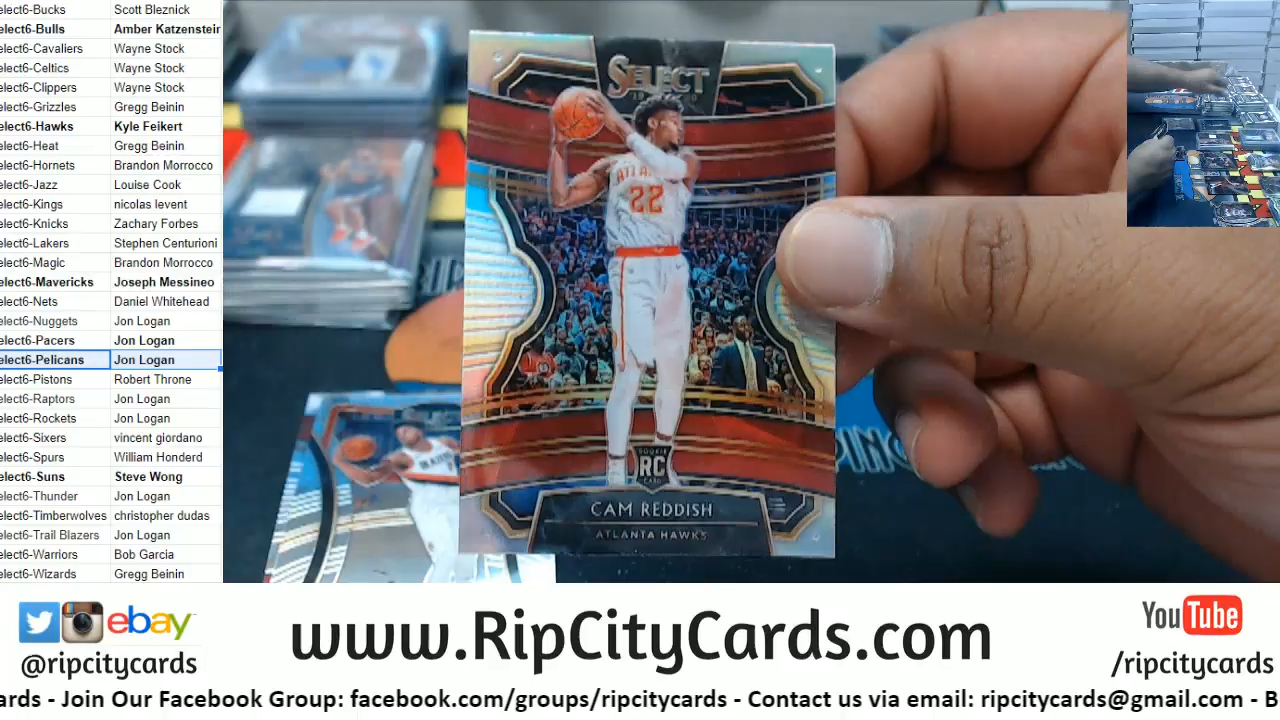 elect6-Bucks Scott Bleznick
elect6-Bulls Amber Katzenstein
elect6-Cavaliers Wayne Stock
elect6-Celtics Wayne Stock
elect6-Clippers Wayne Stock
elect6-Grizzles Gregg Beinin
elect6-Hawks Kyle Feikert
elect6-Heat Gregg Beinin
elect6-Hornets Brandon Morrocco
elect6-Jazz Louise Cook
elect6-Kings nicolas levent
elect6-Knicks Zachary Forbes
elect6-Lakers Stephen Centurioni
elect6-Magic Brandon Morrocco
elect6-Mavericks Joseph Messineo
elect6-Nets Daniel Whitehead
elect6-Nuggets Jon Logan
elect6-Pacers Jon Logan
elect6-Pelicans Jon Logan
elect6-Pistons Robert Throne
elect6-Raptors Jon Logan
elect6-Rockets Jon Logan
elect6-Sixers vincent giordano
elect6-Spurs William Honderd
elect6-Suns Steve Wong
elect6-Thunder Jon Logan
elect6-Timberwolves christopher dudas
elect6-Trail Blazers Jon Logan
elect6-Warriors Bob Garcia
elect6-Wizards Gregg Beinin
SELECT
22
ROOKIE
RC
CARD
CAM REDDISH
ATLANTA HAWKS
ebay
@ripcitycards
www.RipCityCards.com
YouTube
/ripcitycards
ards - Join Our Facebook Group: facebook.com/groups/ripcitycards - Contact us via email: ripcitycards@gmail.com - B